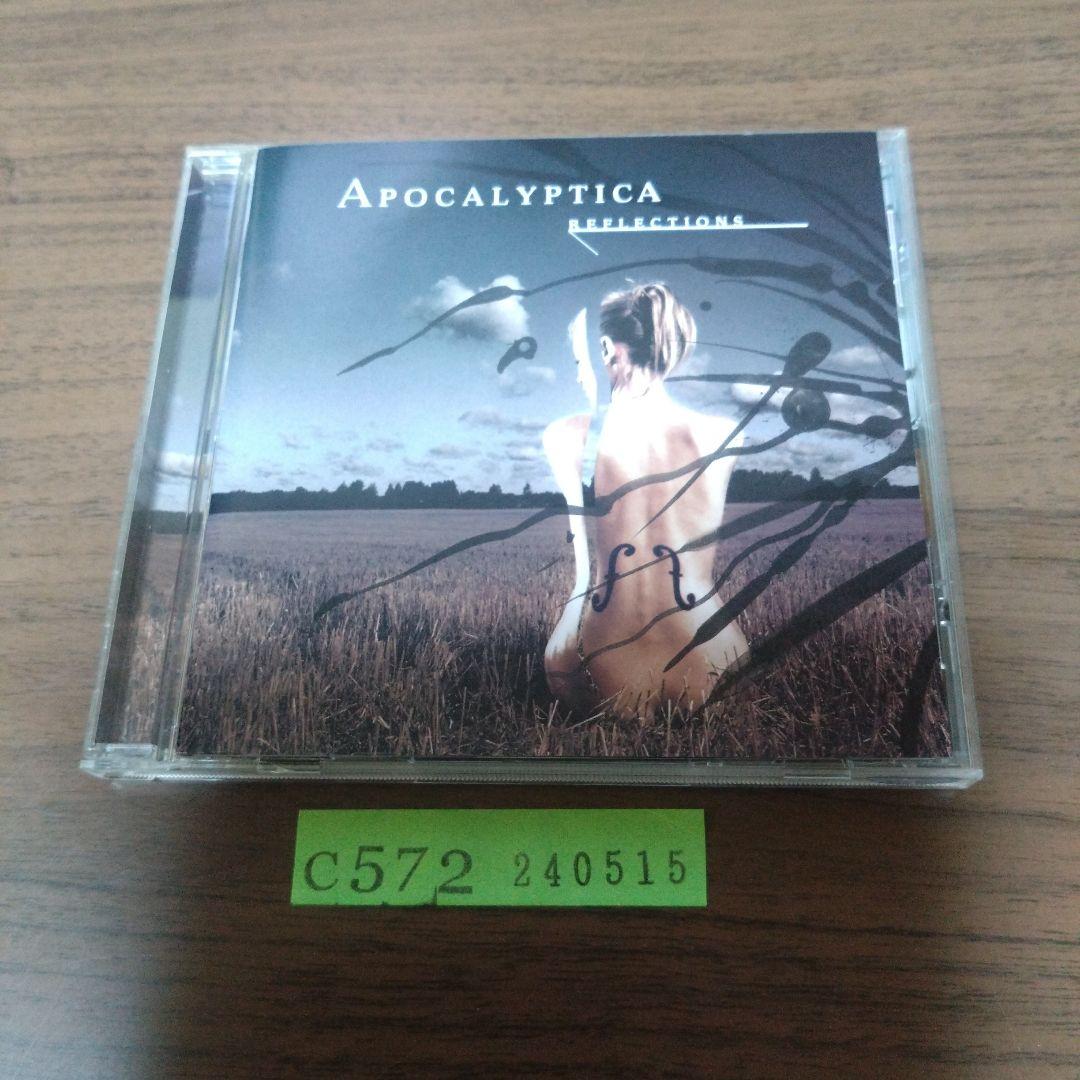 APOCALYPTICA
REFLECTIONS
C572 240515